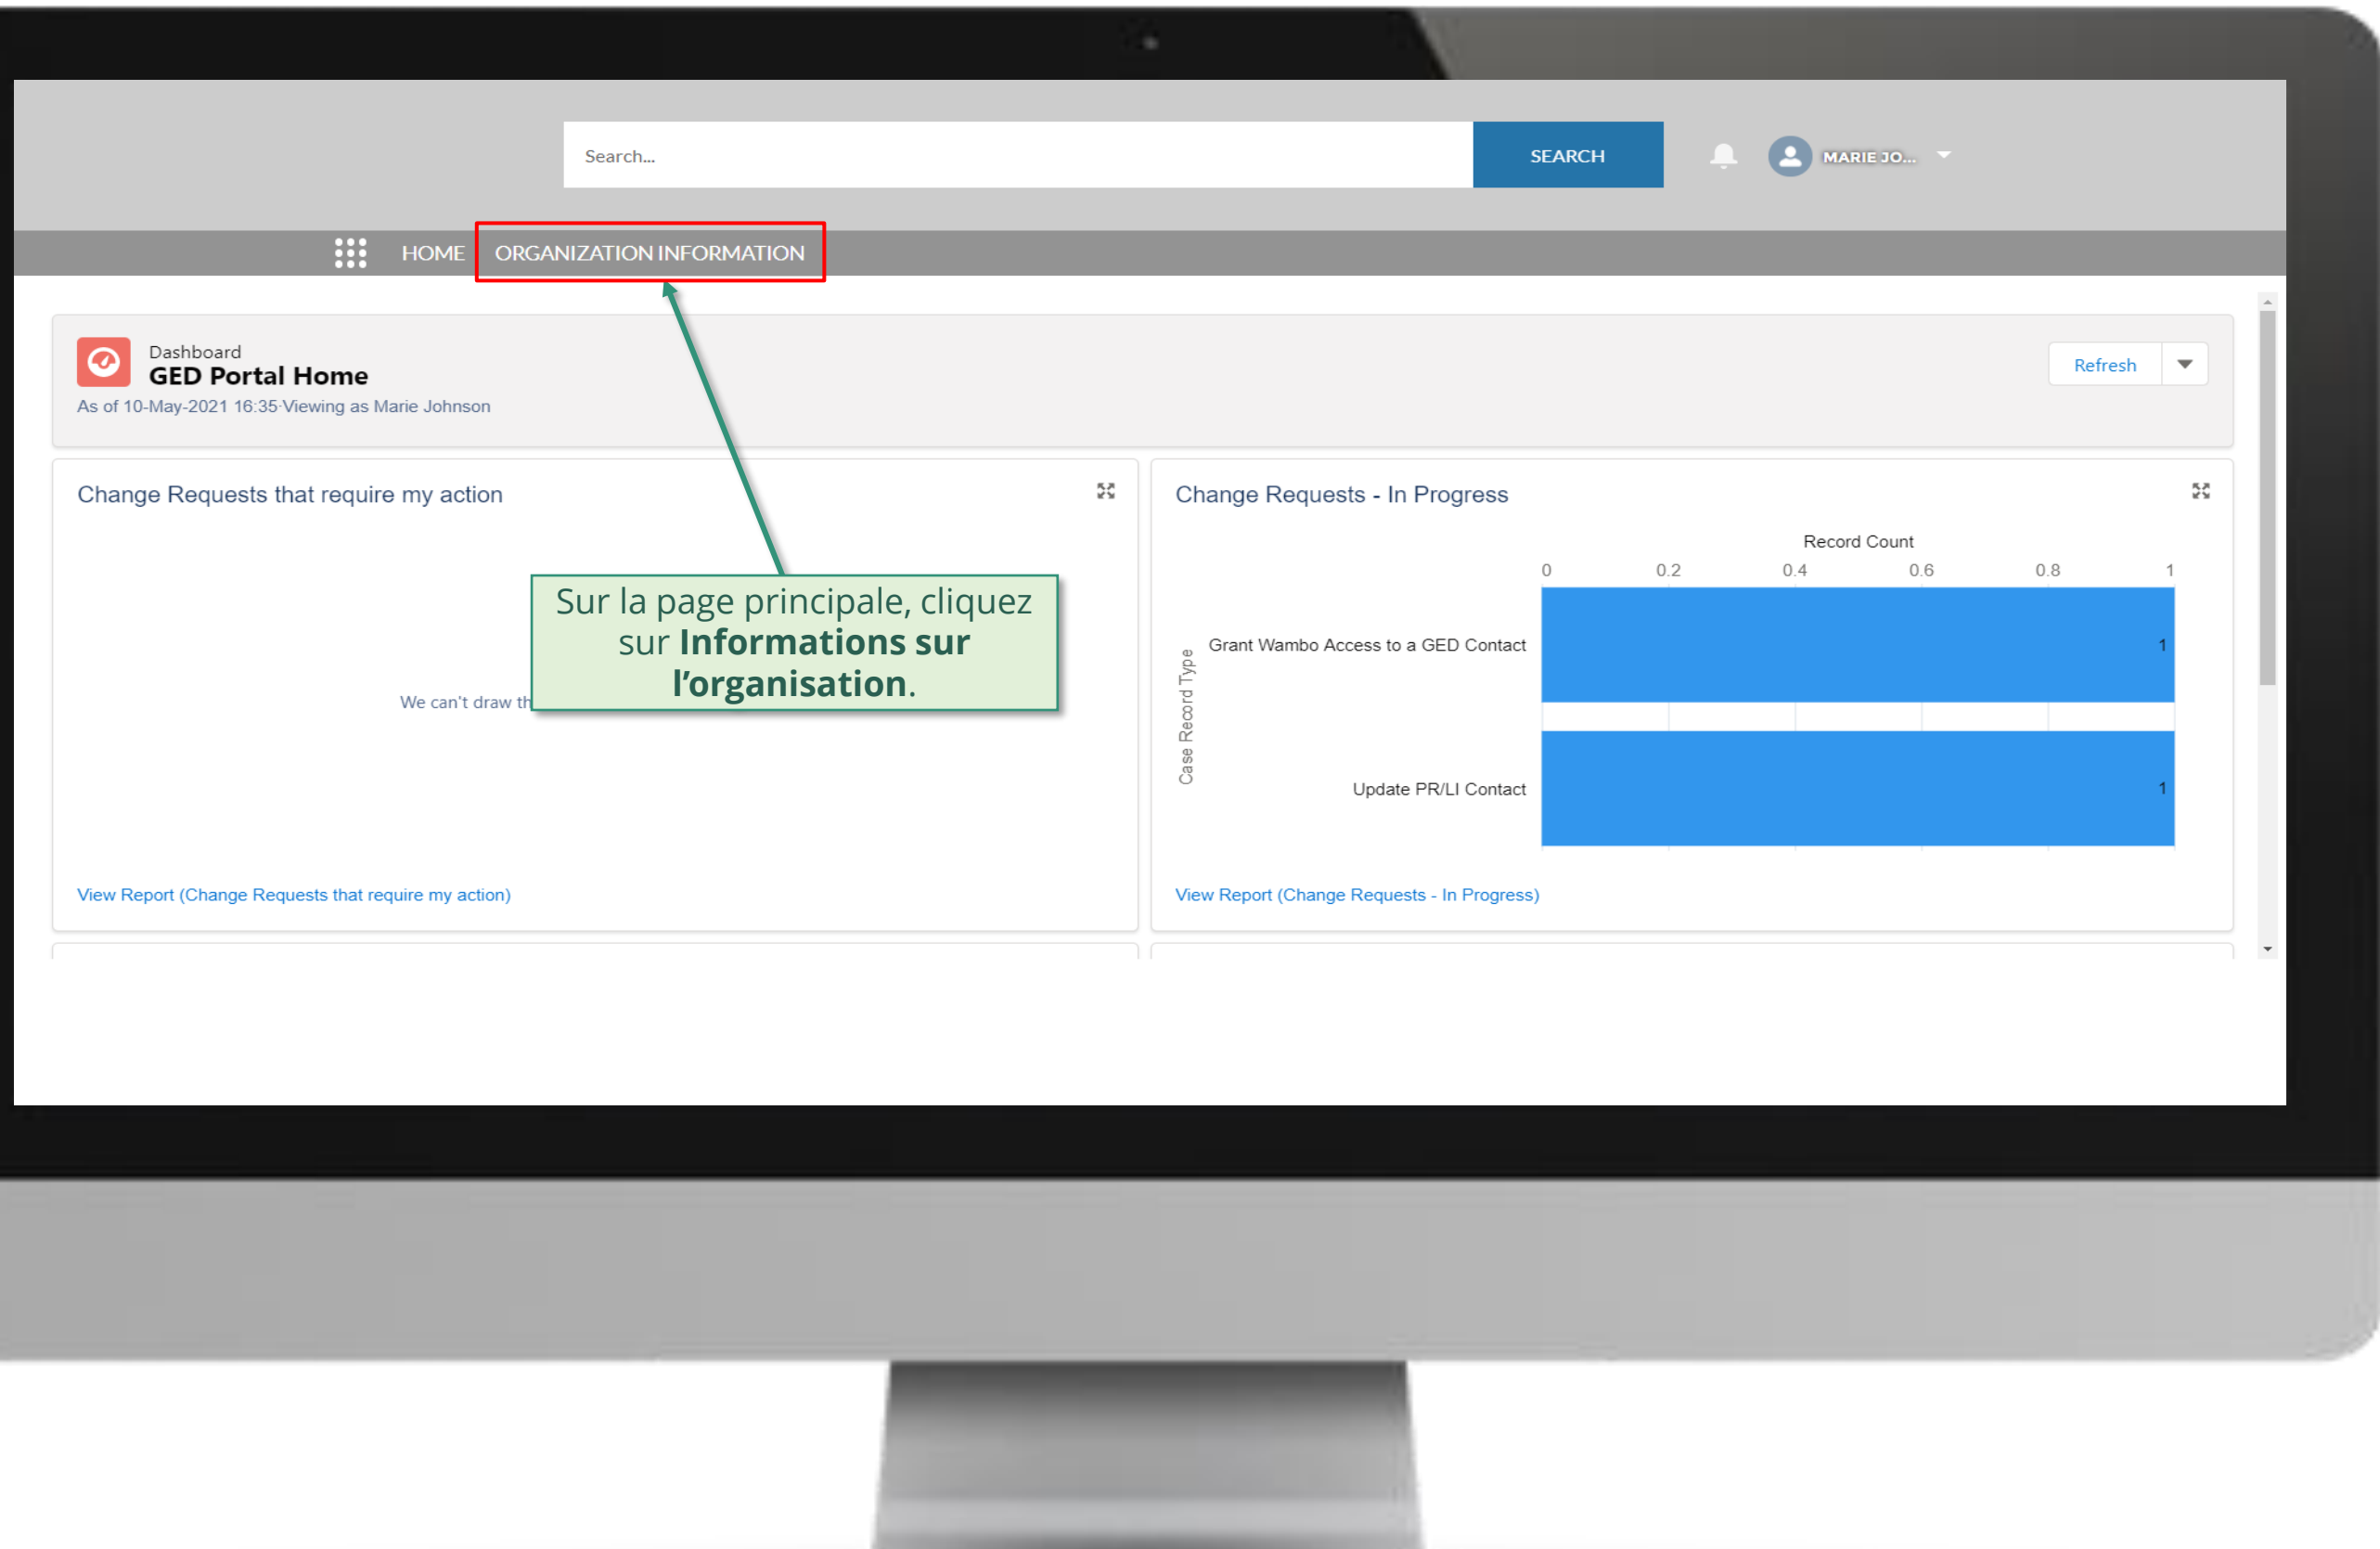 Search...
SEARCH
MARIE JO...
HOME
ORGANIZATION INFORMATION
Dashboard
GED Portal Home
As of 10-May-2021 16:35·Viewing as Marie Johnson
Refresh
Change Requests that require my action
Sur la page principale, cliquez
sur Informations sur
l’organisation.
We can't draw th
View Report (Change Requests that require my action)
Change Requests - In Progress
Record Count
0 0.2 0.4 0.6 0.8 1
Case Record Type
Grant Wambo Access to a GED Contact
1
Update PR/LI Contact
1
View Report (Change Requests - In Progress)